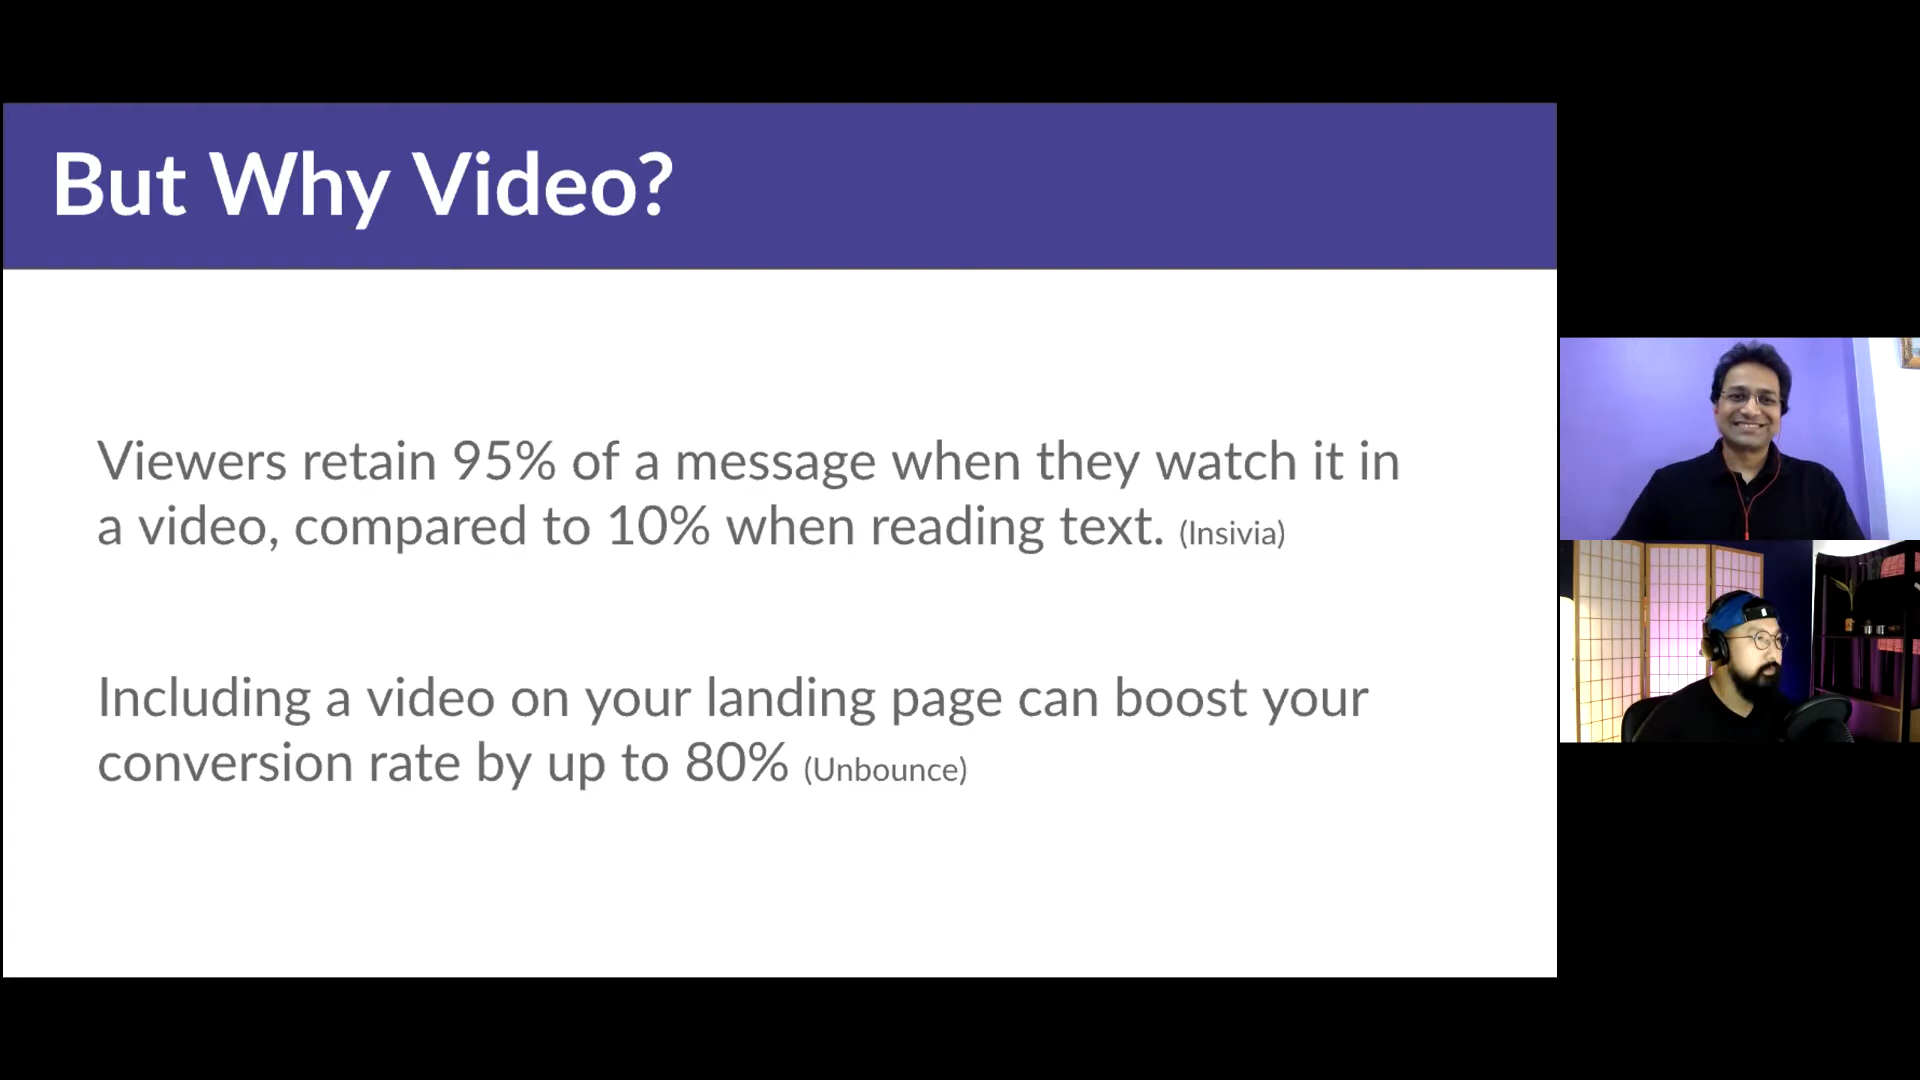 But Why Video?
Viewers retain 95% of a message when they watch it in
a video, compared to 10% when reading text. (Insivia)
Including a video on your landing page can boost your
conversion rate by up to 80% (Unbounce)